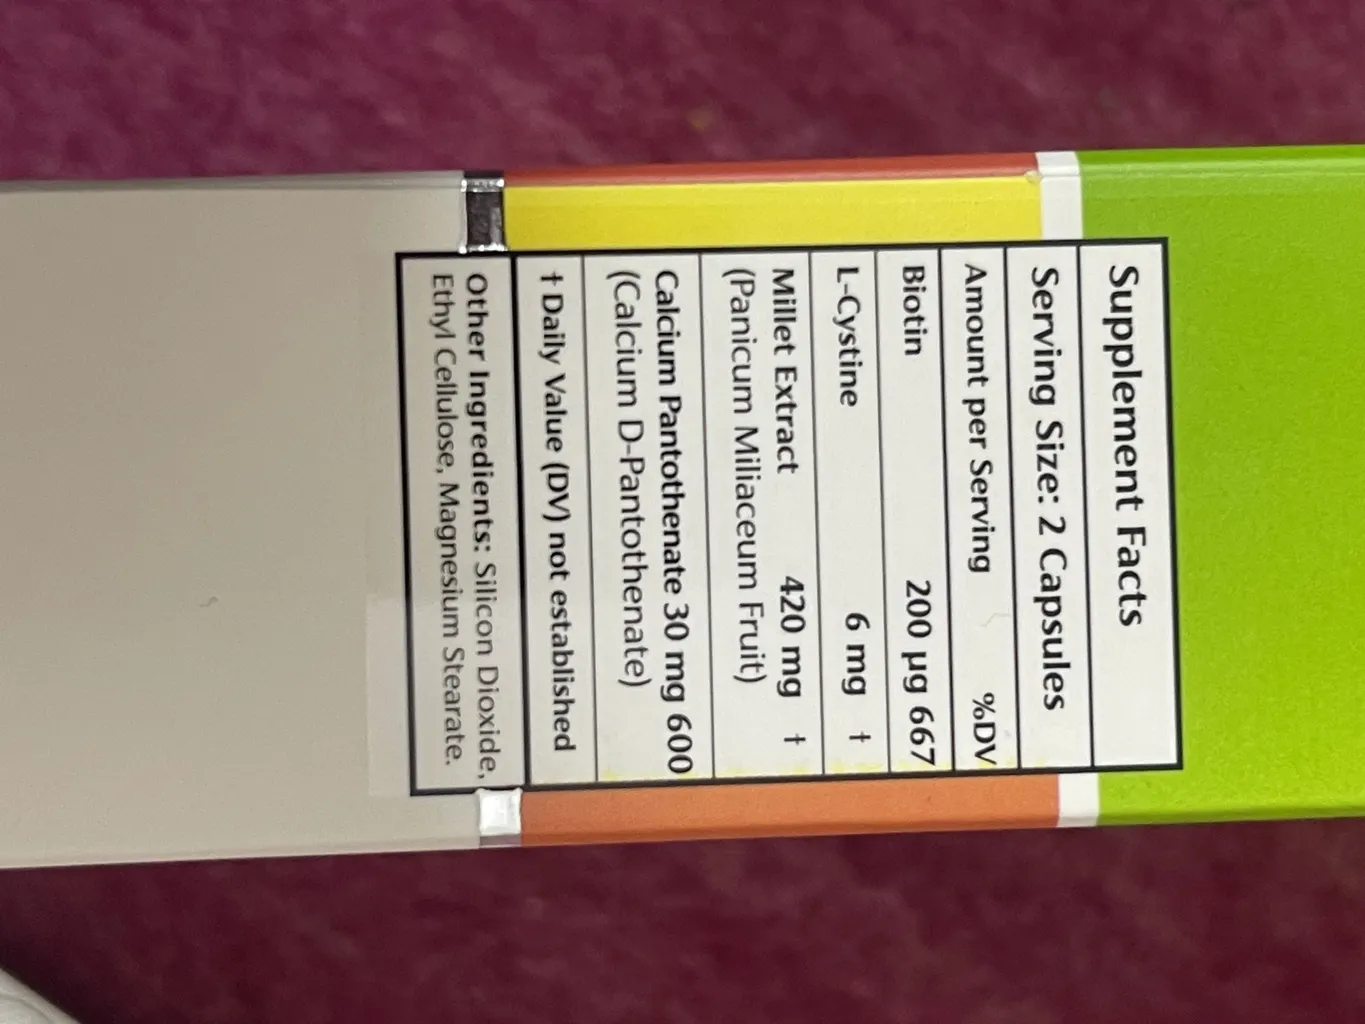 Supplement Facts
Serving Size: 2 Capsules
Amount per Serving %DV
Biotin 200 µg 667
L-Cystine 6 mg †
Millet Extract 420 mg †
(Panicum Miliaceum Fruit)
Calcium Pantothenate 30 mg 600
(Calcium D-Pantothenate)
† Daily Value (DV) not established
Other Ingredients: Silicon Dioxide,
Ethyl Cellulose, Magnesium Stearate.